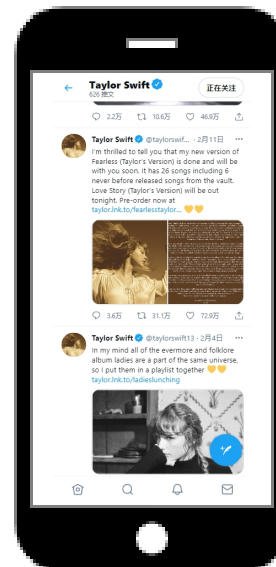 Taylor Swift
626 推文
正在关注
2.2万 10.6万 46.9万
Taylor Swift @taylorswif... · 2月11日 ···
I'm thrilled to tell you that my new version of
Fearless (Taylor's Version) is done and will be
with you soon. It has 26 songs including 6
never before released songs from the vault.
Love Story (Taylor's Version) will be out
tonight. Pre-order now at
taylor.lnk.to/fearlesstaylor... 💛💛
3.6万 31.1万 72.9万
Taylor Swift @taylorswift13 · 2月4日 ···
In my mind all of the evermore and folklore
album ladies are a part of the same universe,
so I put them in a playlist together 💛💛
taylor.lnk.to/ladieslunching